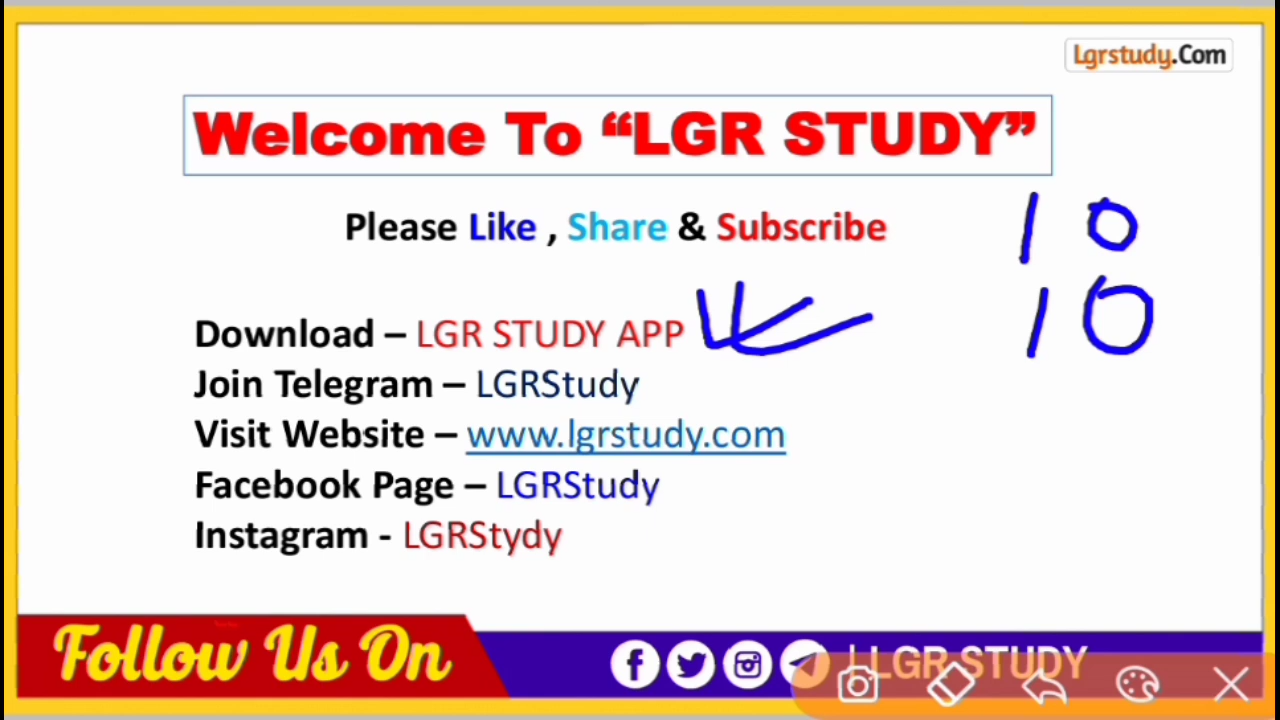 Lgrstudy.Com
Welcome To “LGR STUDY”
Please Like , Share & Subscribe
10
10
Download – LGR STUDY APP
Join Telegram – LGRStudy
Visit Website – www.lgrstudy.com
Facebook Page – LGRStudy
Instagram - LGRStydy
Follow Us On
LGR STUDY